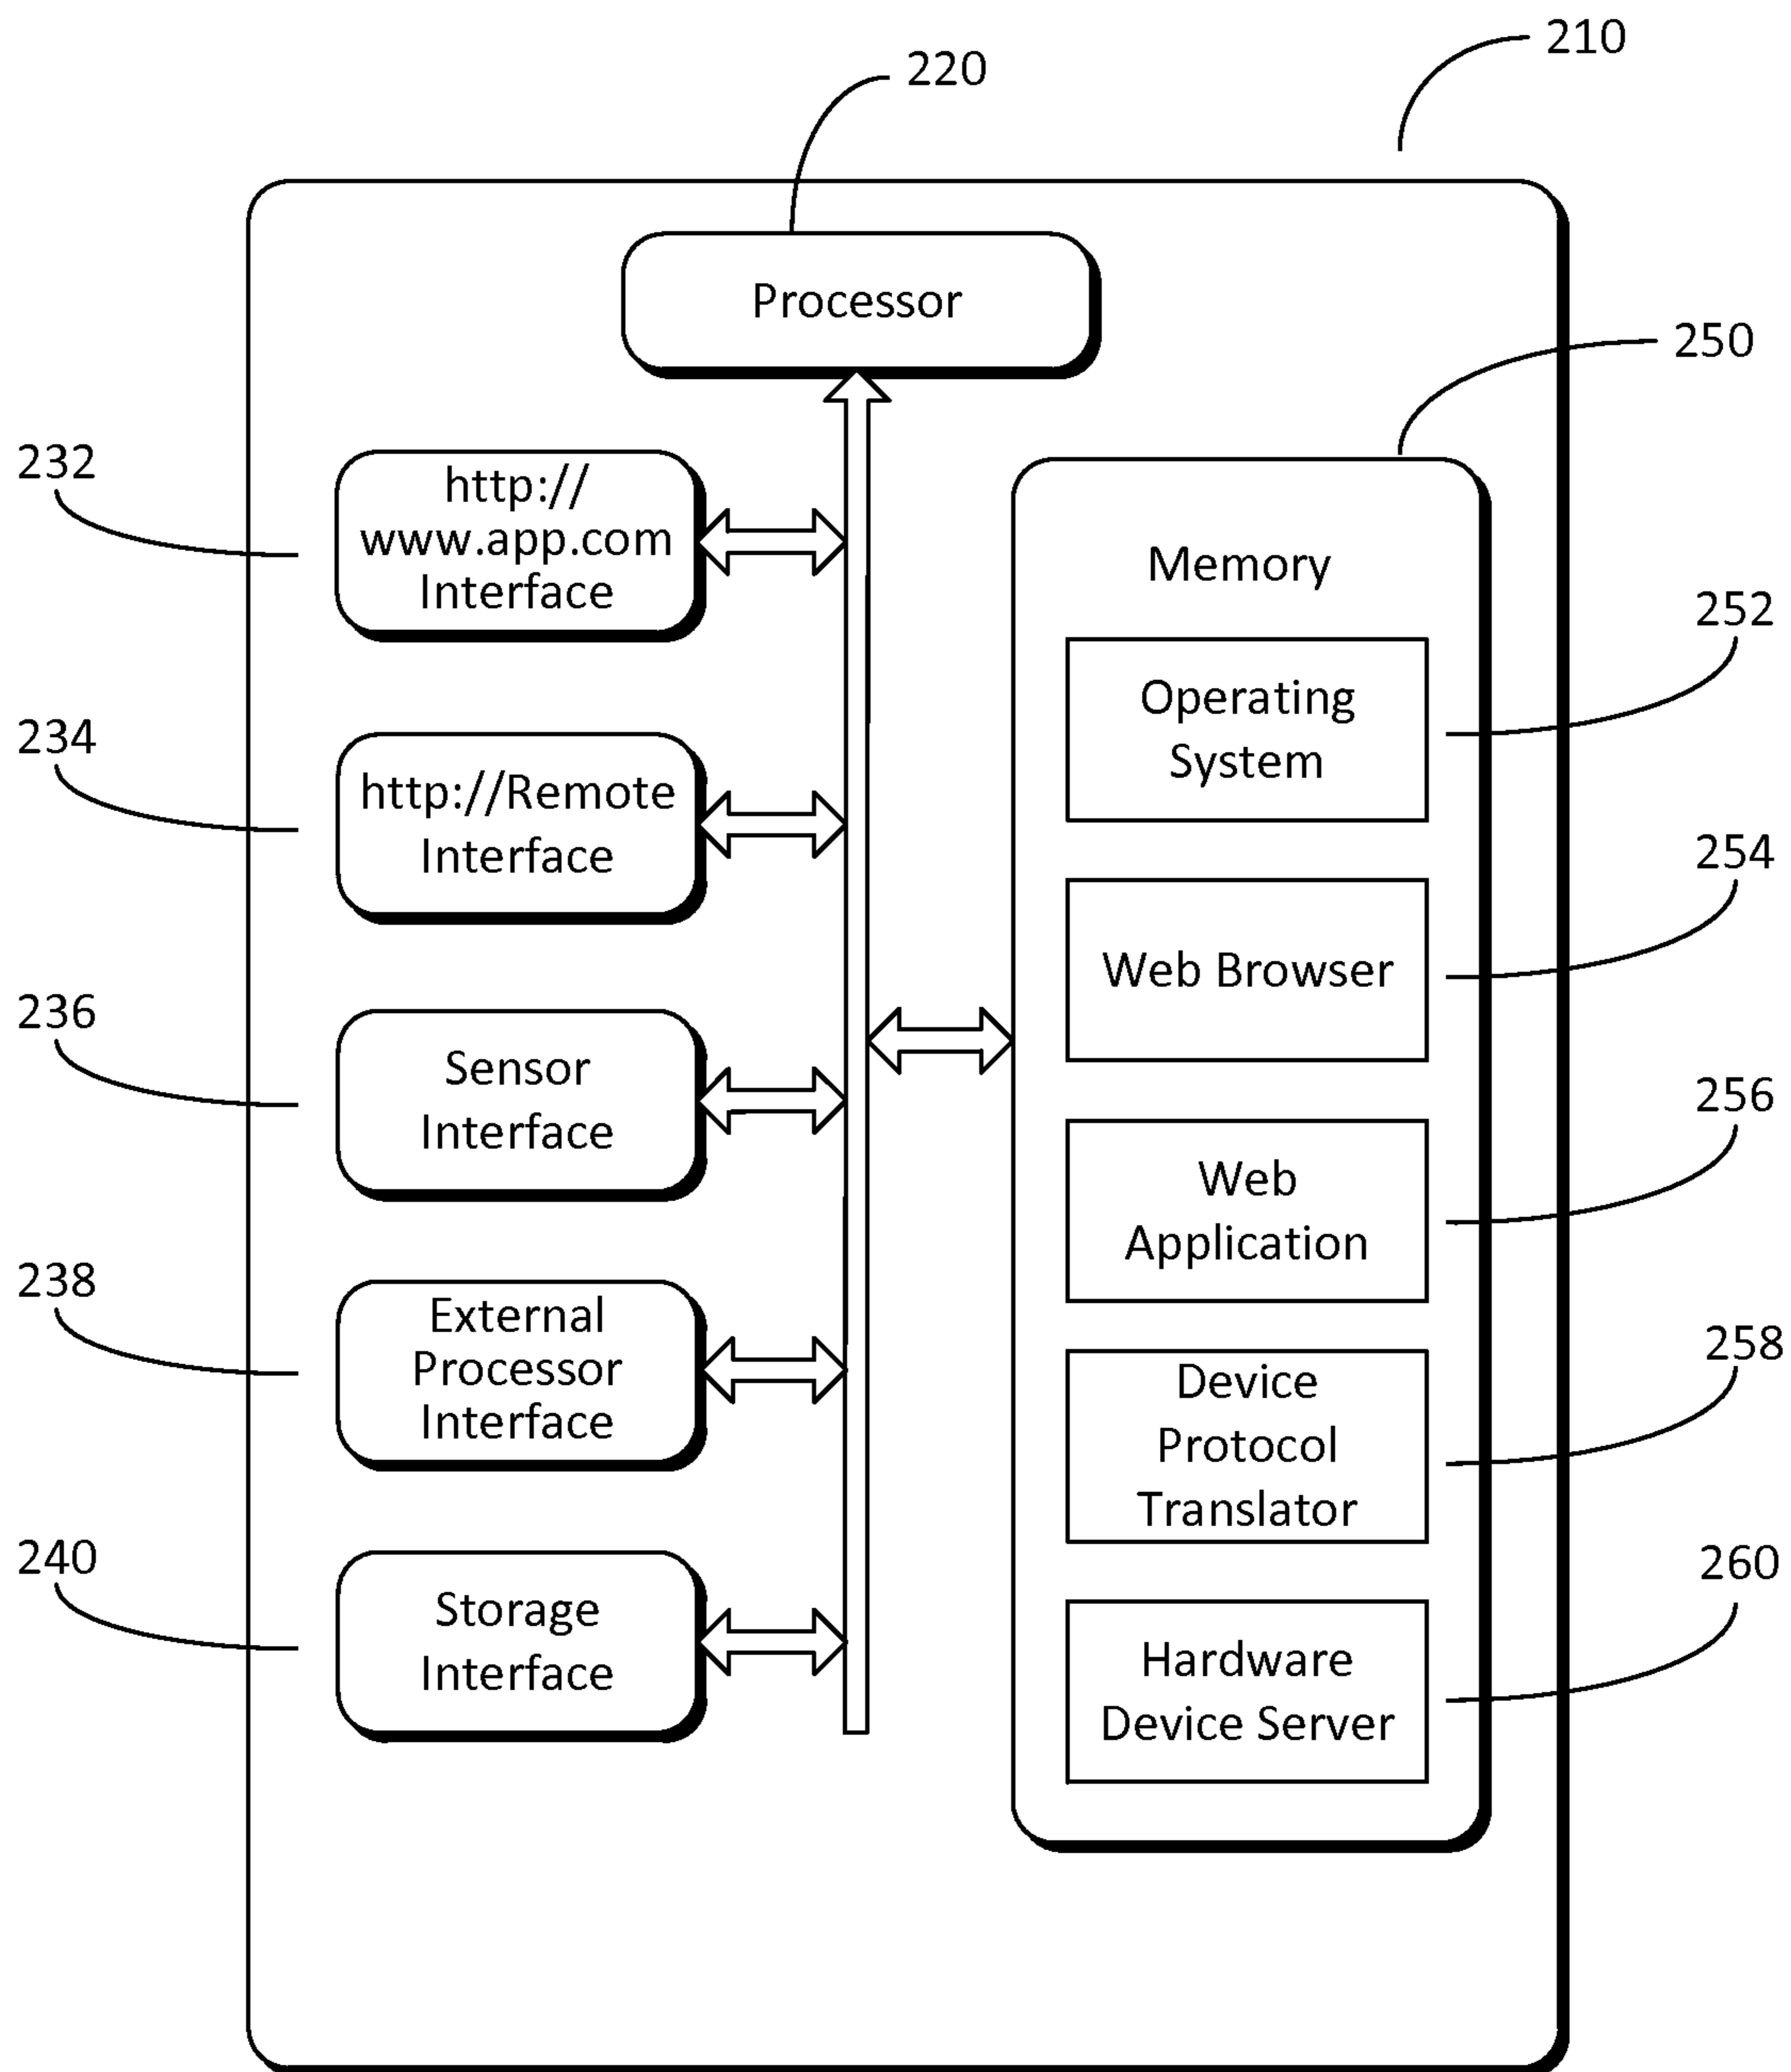 210
220
Processor
250
232
http://
www.app.com
Interface
Memory
252
Operating
System
234
http://Remote
Interface
254
Web Browser
236
Sensor
Interface
256
Web
Application
238
External
Processor
Interface
258
Device
Protocol
Translator
240
Storage
Interface
260
Hardware
Device Server